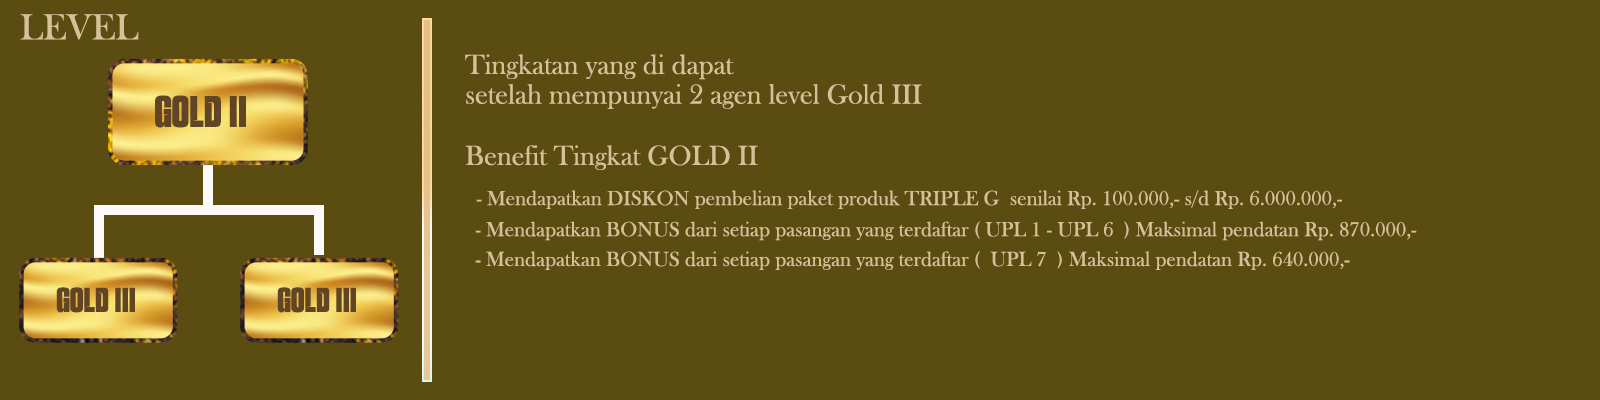 LEVEL
GOLD II
GOLD III
GOLD III
Tingkatan yang di dapat
setelah mempunyai 2 agen level Gold III
Benefit Tingkat GOLD II
- Mendapatkan DISKON pembelian paket produk TRIPLE G senilai Rp. 100.000,- s/d Rp. 6.000.000,-
- Mendapatkan BONUS dari setiap pasangan yang terdaftar ( UPL 1 - UPL 6 ) Maksimal pendatan Rp. 870.000,-
- Mendapatkan BONUS dari setiap pasangan yang terdaftar ( UPL 7 ) Maksimal pendatan Rp. 640.000,-